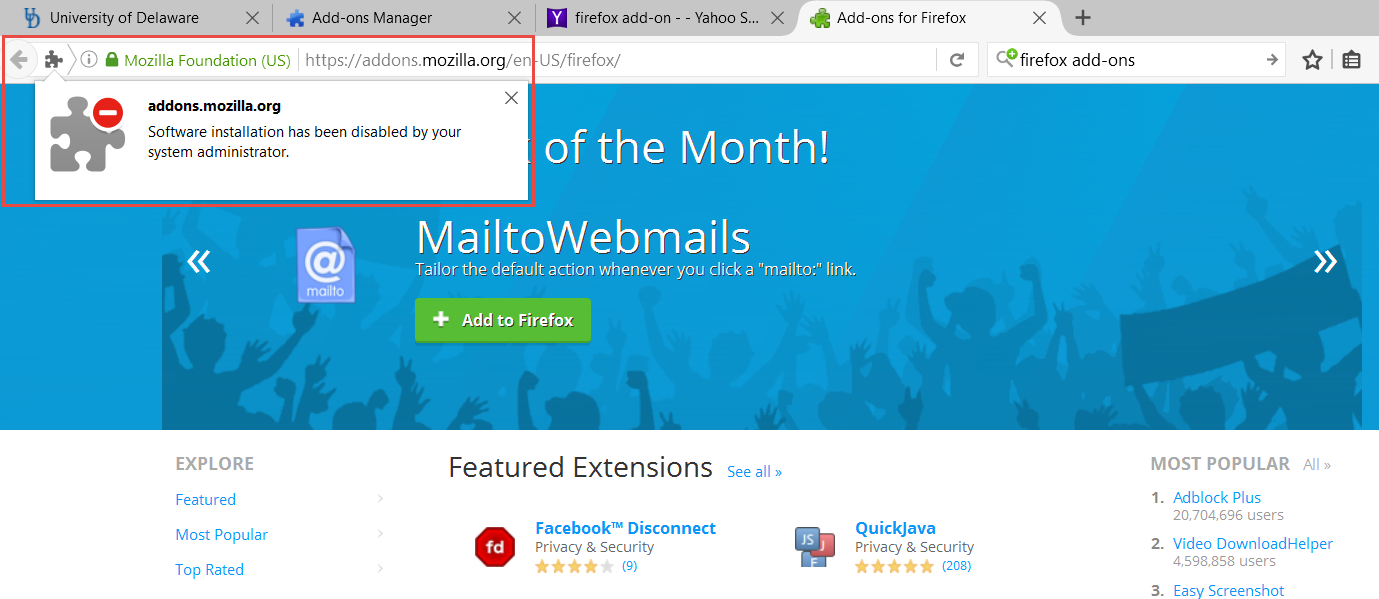 University of Delaware
Add-ons Manager
firefox add-on - - Yahoo S...
Add-ons for Firefox
Mozilla Foundation (US)
https://addons.mozilla.org/en-US/firefox/
firefox add-ons
addons.mozilla.org
Software installation has been disabled by your
system administrator.
of the Month!
MailtoWebmails
Tailor the default action whenever you click a "mailto:" link.
@
mailto
Add to Firefox
EXPLORE
Featured
Most Popular
Top Rated
Featured Extensions See all »
fd
Facebook™ Disconnect
Privacy & Security
(9)
JS
J
F
QuickJava
Privacy & Security
(208)
MOST POPULAR All »
1. Adblock Plus
20,704,696 users
2. Video DownloadHelper
4,598,858 users
3. Easy Screenshot